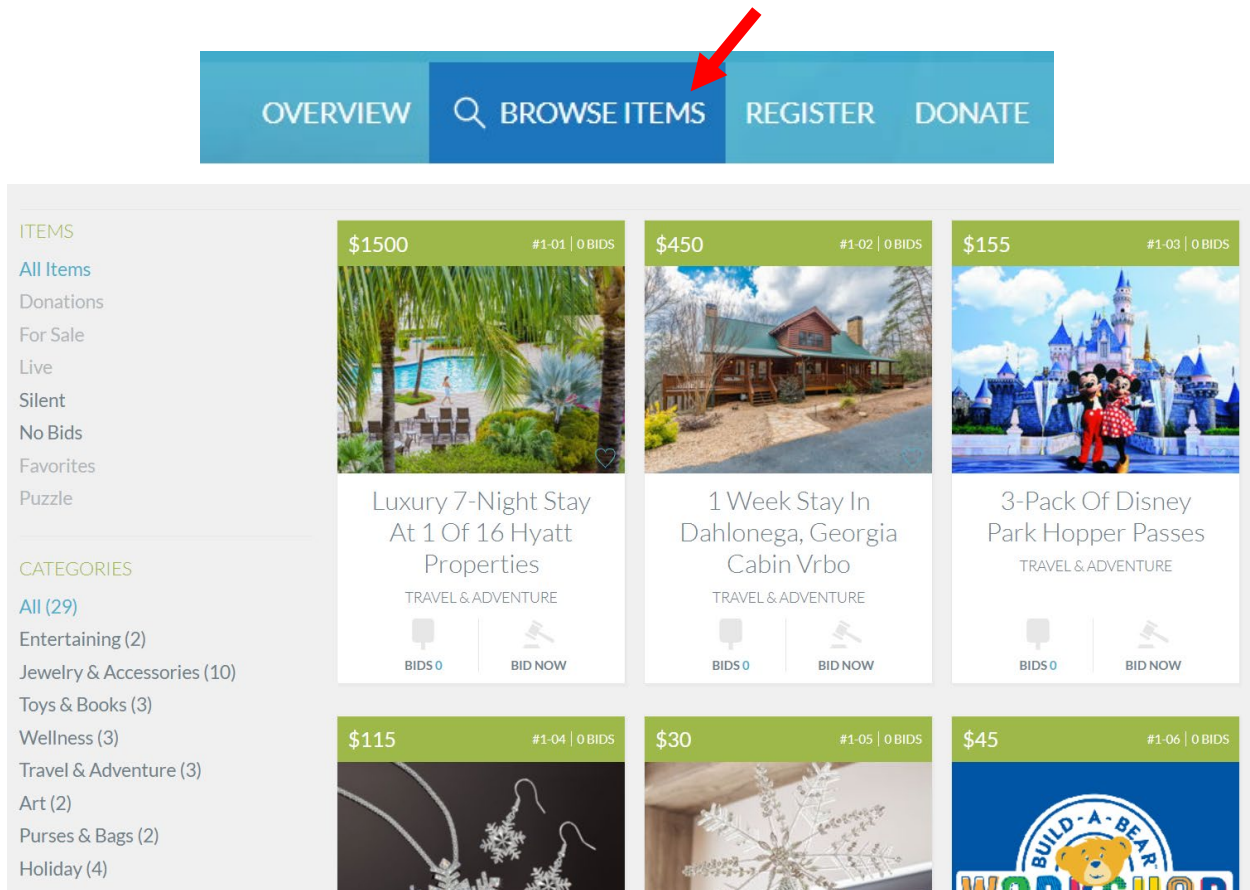 OVERVIEW
BROWSE ITEMS
REGISTER
DONATE
ITEMS
All Items
Donations
For Sale
Live
Silent
No Bids
Favorites
Puzzle
CATEGORIES
All (29)
Entertaining (2)
Jewelry & Accessories (10)
Toys & Books (3)
Wellness (3)
Travel & Adventure (3)
Art (2)
Purses & Bags (2)
Holiday (4)
$1500 #1-01 | 0 BIDS
Luxury 7-Night Stay
At 1 Of 16 Hyatt
Properties
TRAVEL & ADVENTURE
BIDS 0 BID NOW
$450 #1-02 | 0 BIDS
1 Week Stay In
Dahlonega, Georgia
Cabin Vrbo
TRAVEL & ADVENTURE
BIDS 0 BID NOW
$155 #1-03 | 0 BIDS
3-Pack Of Disney
Park Hopper Passes
TRAVEL & ADVENTURE
BIDS 0 BID NOW
$115 #1-04 | 0 BIDS
$30 #1-05 | 0 BIDS
$45 #1-06 | 0 BIDS
BUILD-A-BEAR
WORKSHOP